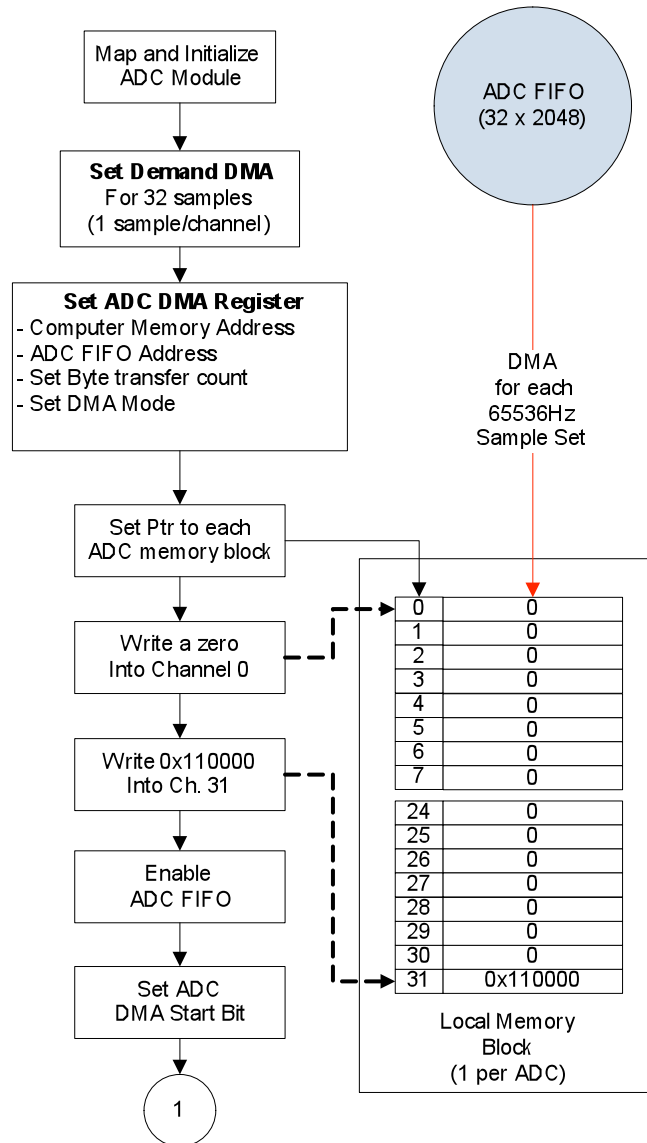 Map and Initialize
ADC Module
Set Demand DMA
For 32 samples
(1 sample/channel)
Set ADC DMA Register
- Computer Memory Address
- ADC FIFO Address
- Set Byte transfer count
- Set DMA Mode
Set Ptr to each
ADC memory block
Write a zero
Into Channel 0
Write 0x110000
Into Ch. 31
Enable
ADC FIFO
Set ADC
DMA Start Bit
1
ADC FIFO
(32 x 2048)
DMA
for each
65536Hz
Sample Set
0 0
1 0
2 0
3 0
4 0
5 0
6 0
7 0
24 0
25 0
26 0
27 0
28 0
29 0
30 0
31 0x110000
Local Memory
Block
(1 per ADC)